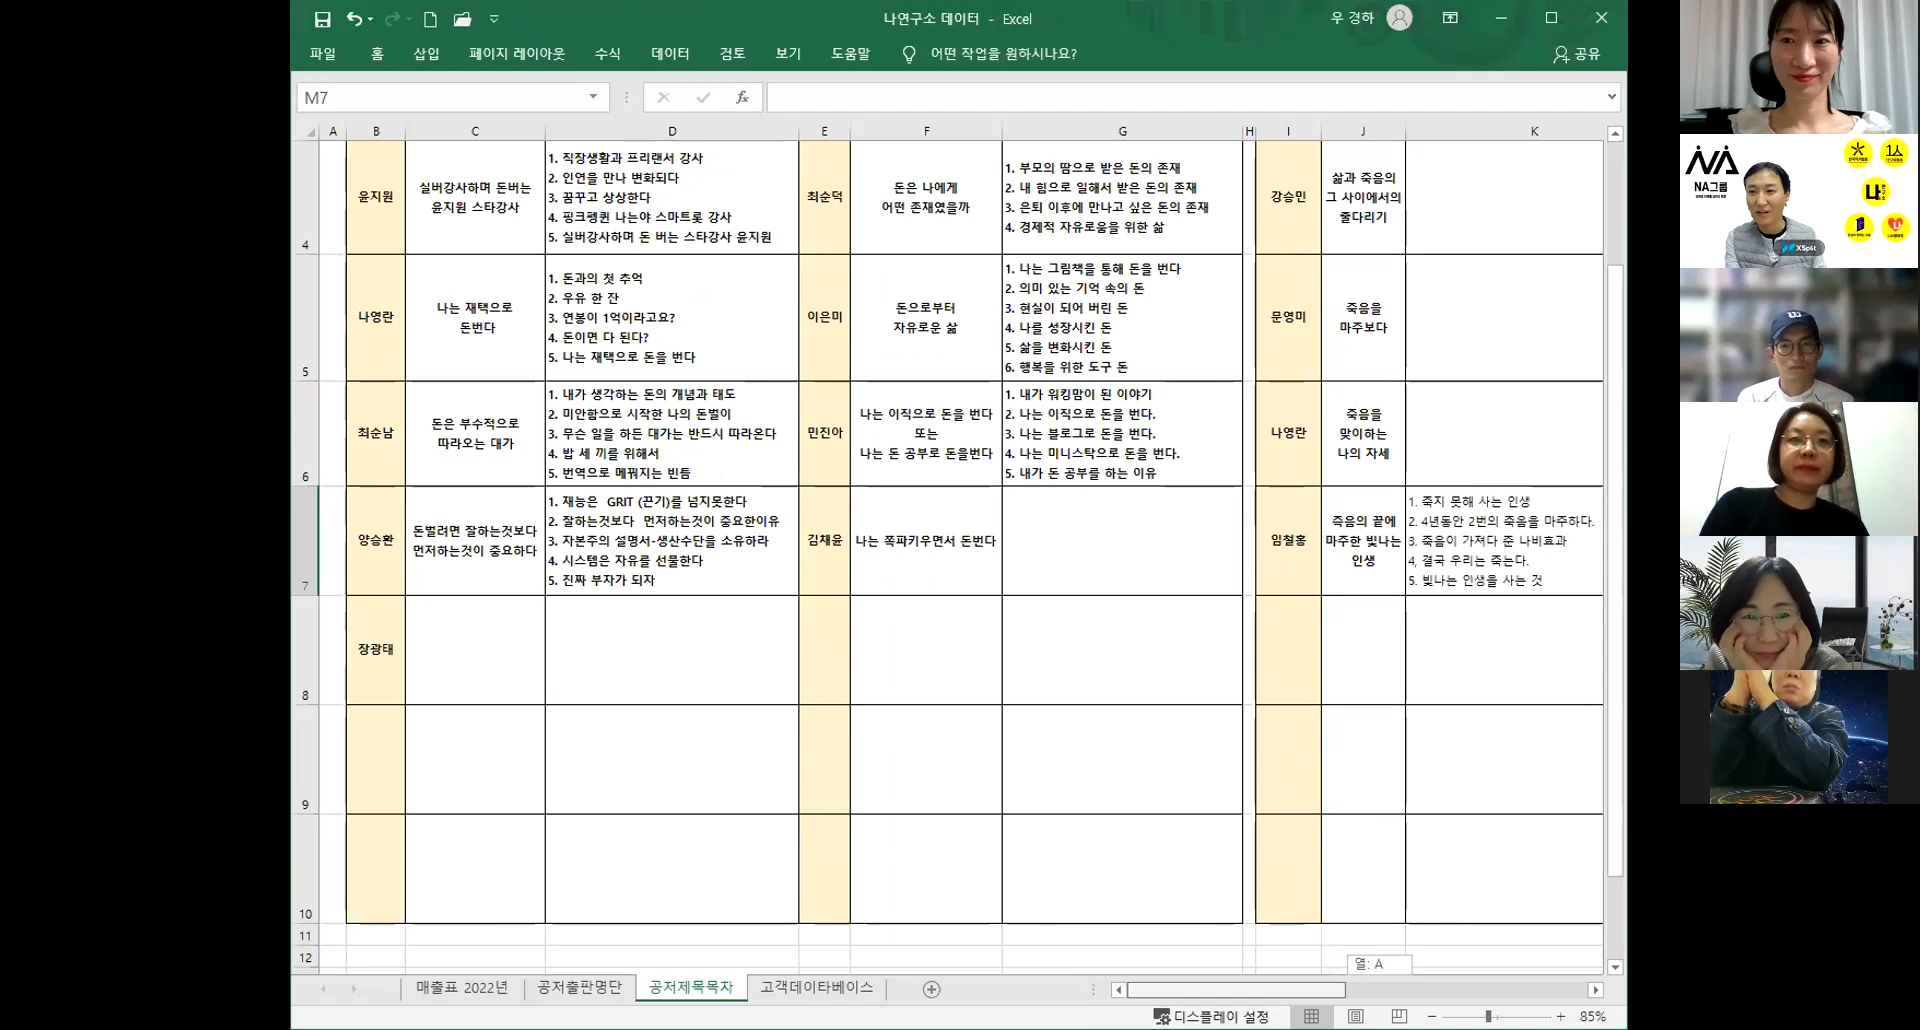 나연구소 데이터 - Excel
우 경하
파일 홈 삽입 페이지 레이아웃 수식 데이터 검토 보기 도움말 어떤 작업을 원하시나요? 공유
M7
fx
A B C D E F G H I J K
4
윤지원
실버강사하며 돈버는
윤지원 스타강사
1. 직장생활과 프리랜서 강사
2. 인연을 만나 변화되다
3. 꿈꾸고 상상한다
4. 핑크펭퀸 나는야 스마트폰 강사
5. 실버강사하며 돈 버는 스타강사 윤지원
최순덕
돈은 나에게
어떤 존재였을까
1. 부모의 땀으로 받은 돈의 존재
2. 내 힘으로 일해서 받은 돈의 존재
3. 은퇴 이후에 만나고 싶은 돈의 존재
4. 경제적 자유로움을 위한 삶
강승민
삶과 죽음의
그 사이에서의
줄다리기
5
나영란
나는 재택으로
돈번다
1. 돈과의 첫 추억
2. 우유 한 잔
3. 연봉이 1억이라고요?
4. 돈이면 다 된다?
5. 나는 재택으로 돈을 번다
이은미
돈으로부터
자유로운 삶
1. 나는 그림책을 통해 돈을 번다
2. 의미 있는 기억 속의 돈
3. 현실이 되어 버린 돈
4. 나를 성장시킨 돈
5. 삶을 변화시킨 돈
6. 행복을 위한 도구 돈
문영미
죽음을
마주보다
6
최순남
돈은 부수적으로
따라오는 대가
1. 내가 생각하는 돈의 개념과 태도
2. 미안함으로 시작한 나의 돈벌이
3. 무슨 일을 하든 대가는 반드시 따라온다
4. 밥 세 끼를 위해서
5. 번역으로 메꿔지는 빈틈
민진아
나는 이직으로 돈을 번다
또는
나는 돈 공부로 돈을번다
1. 내가 워킹맘이 된 이야기
2. 나는 이직으로 돈을 번다.
3. 나는 블로그로 돈을 번다.
4. 나는 미니스탁으로 돈을 번다.
5. 내가 돈 공부를 하는 이유
나영란
죽음을
맞이하는
나의 자세
7
양승환
돈벌려면 잘하는것보다
먼저하는것이 중요하다
1. 재능은 GRIT (끈기)를 넘지못한다
2. 잘하는것보다 먼저하는것이 중요한이유
3. 자본주의 설명서-생산수단을 소유하라
4. 시스템은 자유를 선물한다
5. 진짜 부자가 되자
김채윤
나는 쪽파키우면서 돈번다
임철홍
죽음의 끝에
마주한 빛나는
인생
1. 죽지 못해 사는 인생
2. 4년동안 2번의 죽음을 마주하다.
3. 죽음이 가져다 준 나비효과
4, 결국 우리는 죽는다.
5. 빛나는 인생을 사는 것
8
장광태
9
10
11
12
열: A
매출표 2022년 공저출판명단 공저제목목차 고객데이타베이스
디스플레이 설정
85%
NA
NA그룹
1人
나
XSplit